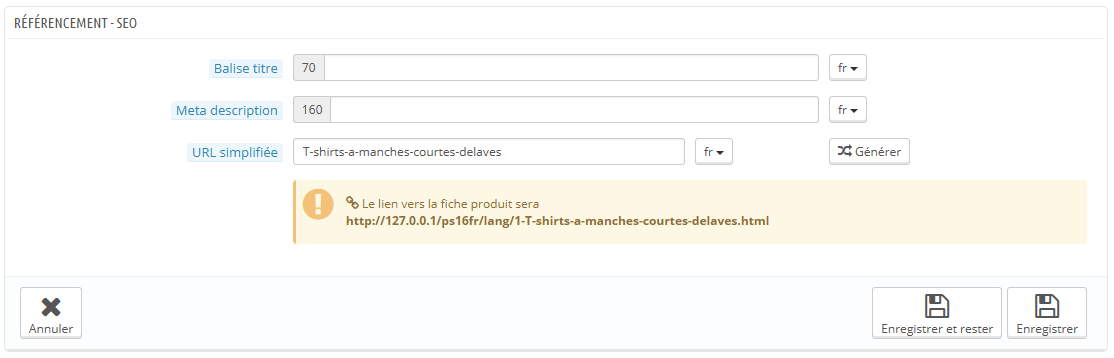 RÉFÉRENCEMENT - SEO
Balise titre 70 fr
Meta description 160 fr
URL simplifiée T-shirts-a-manches-courtes-delaves fr Générer
Le lien vers la fiche produit sera
http://127.0.0.1/ps16fr/lang/1-T-shirts-a-manches-courtes-delaves.html
Annuler Enregistrer et rester Enregistrer